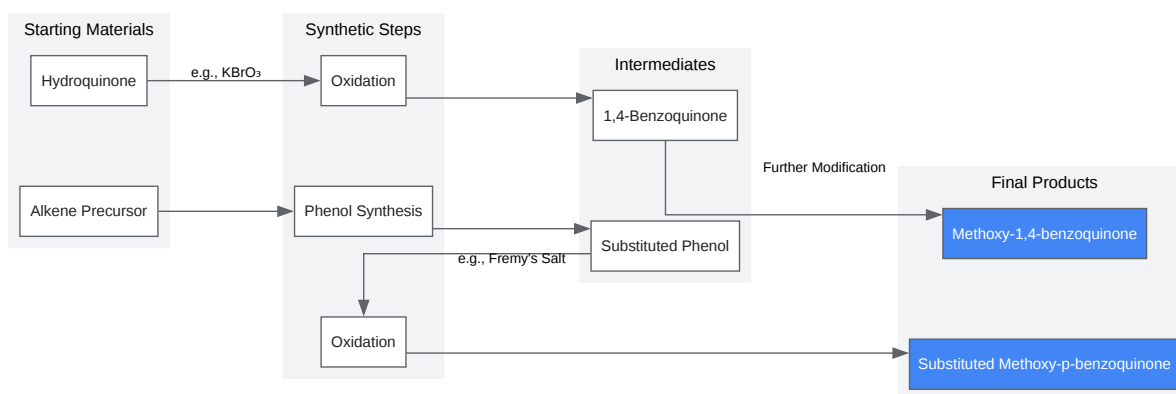 Starting Materials
Synthetic Steps
Hydroquinone
e.g., KBrO₃
Oxidation
Intermediates
1,4-Benzoquinone
Further Modification
Final Products
Alkene Precursor
Phenol Synthesis
Methoxy-1,4-benzoquinone
Substituted Phenol
e.g., Fremy's Salt
Oxidation
Substituted Methoxy-p-benzoquinone